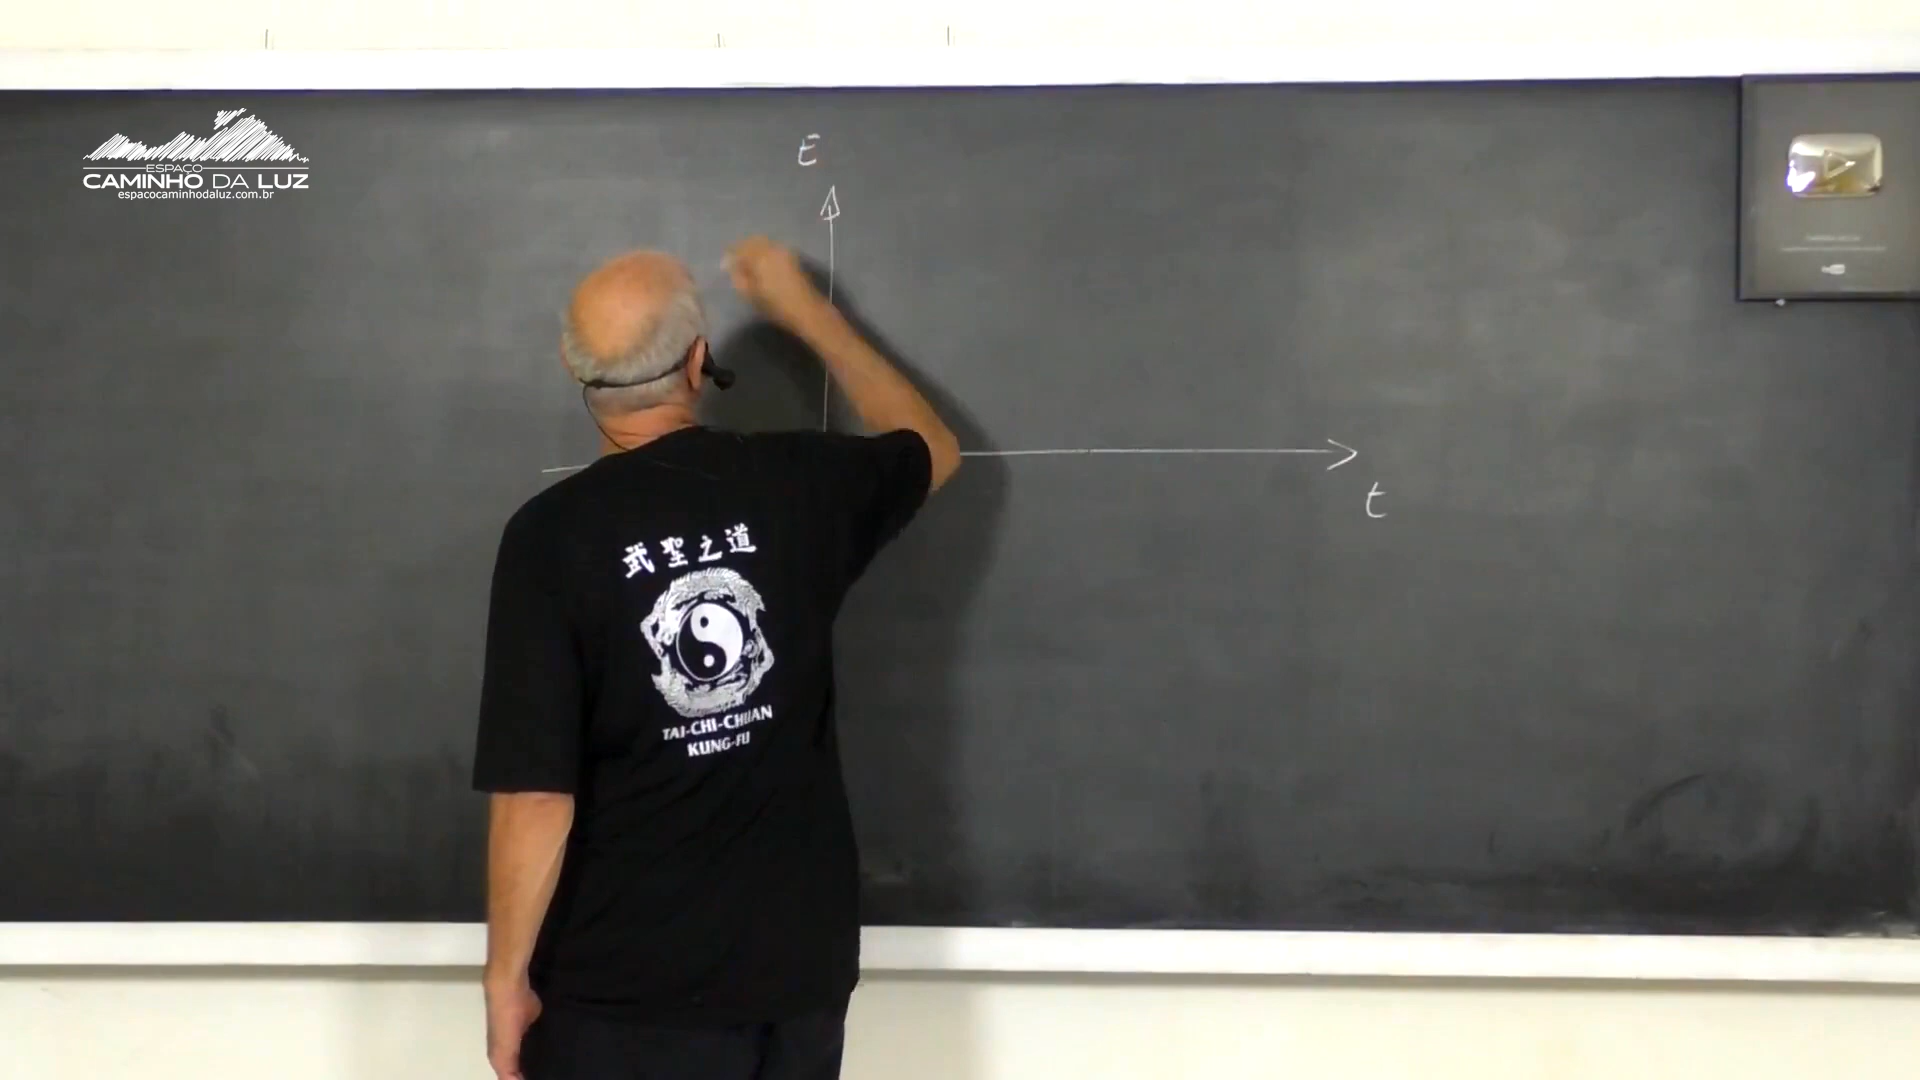 ESPAÇO
CAMINHO DA LUZ
espacocaminhodaluz.com.br
E
t
武聖之道
TAI-CHI-CHUAN
KUNG-FU